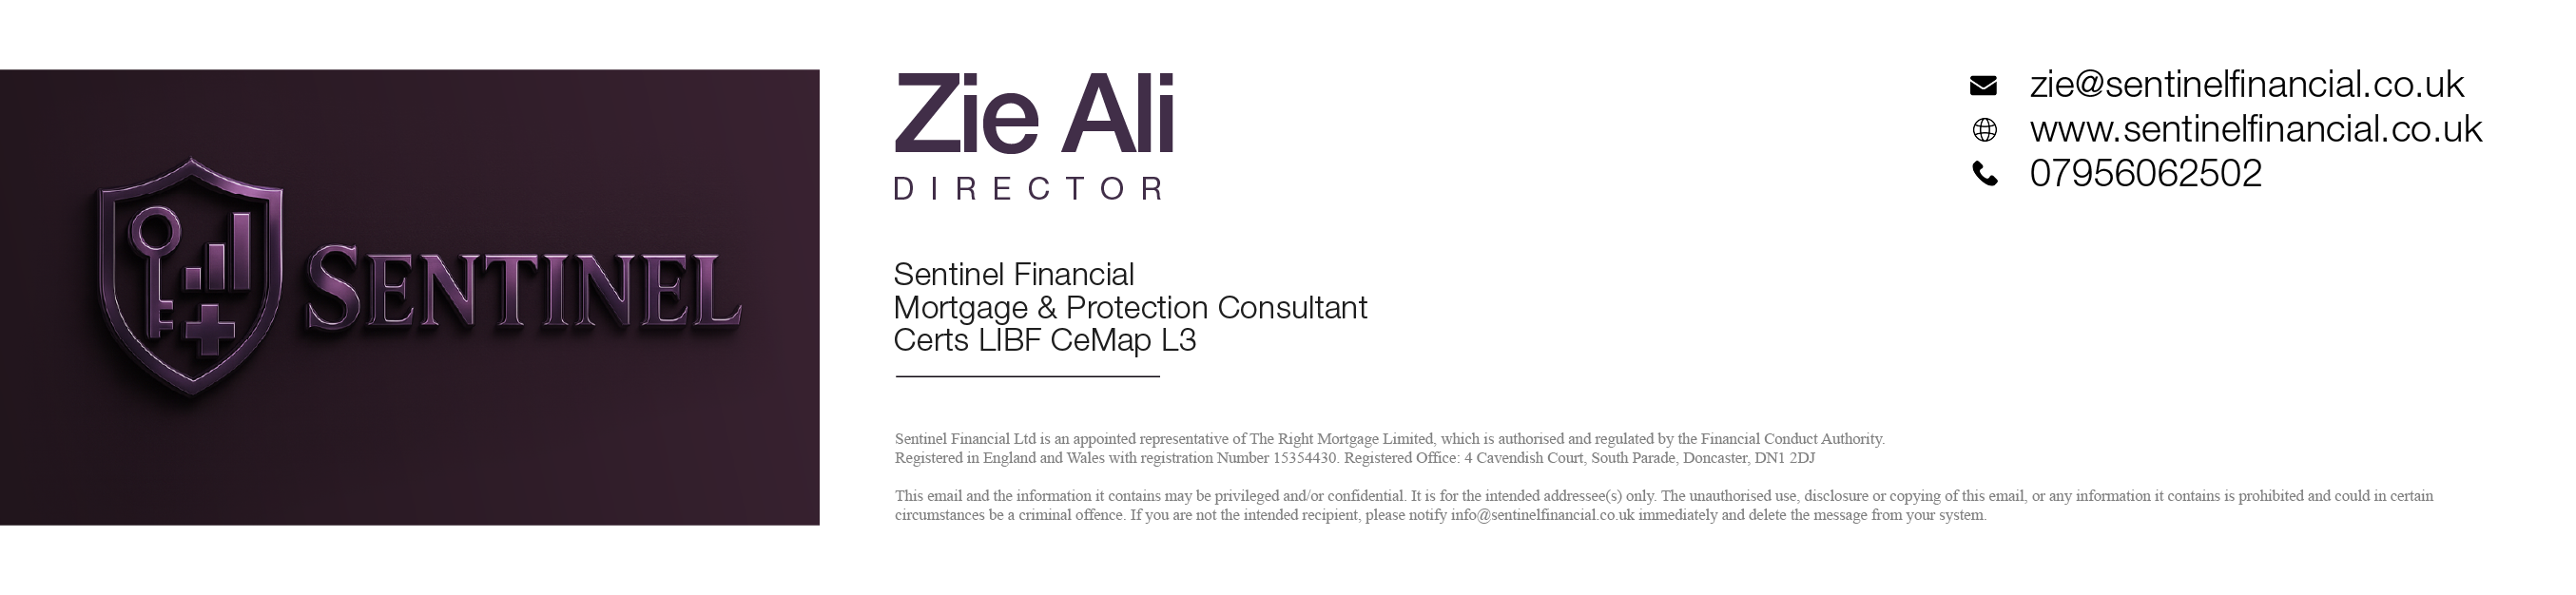 SENTINEL
Zie Ali
DIRECTOR
Sentinel Financial
Mortgage & Protection Consultant
Certs LIBF CeMap L3
zie@sentinelfinancial.co.uk
www.sentinelfinancial.co.uk
07956062502
Sentinel Financial Ltd is an appointed representative of The Right Mortgage Limited, which is authorised and regulated by the Financial Conduct Authority.
Registered in England and Wales with registration Number 15354430. Registered Office: 4 Cavendish Court, South Parade, Doncaster, DN1 2DJ
This email and the information it contains may be privileged and/or confidential. It is for the intended addressee(s) only. The unauthorised use, disclosure or copying of this email, or any information it contains is prohibited and could in certain
circumstances be a criminal offence. If you are not the intended recipient, please notify info@sentinelfinancial.co.uk immediately and delete the message from your system.